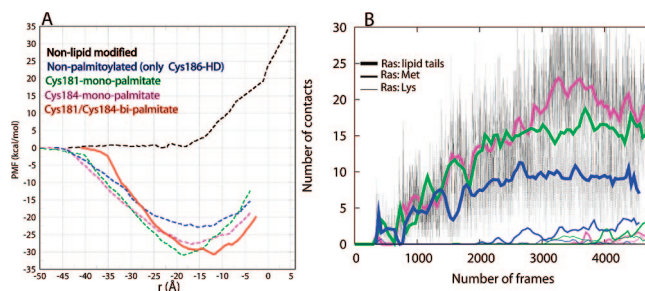 A
B
35
30
25
20
15
10
5
0
-5
-10
-15
-20
-25
-30
35
PMF (kcal/mol)
Non-lipid modified
Non-palmitoylated (only Cys186-HD)
Cys181-mono-palmitate
Cys184-mono-palmitate
Cys181/Cys184-bi-palmitate
-50 -45 -40 -35 -30 -25 -20 -15 -10 -5 0 5
r (Å)
30
25
20
15
10
5
0
Number of contacts
Ras: lipid tails
Ras: Met
Ras: Lys
0 1000 2000 3000 4000
Number of frames